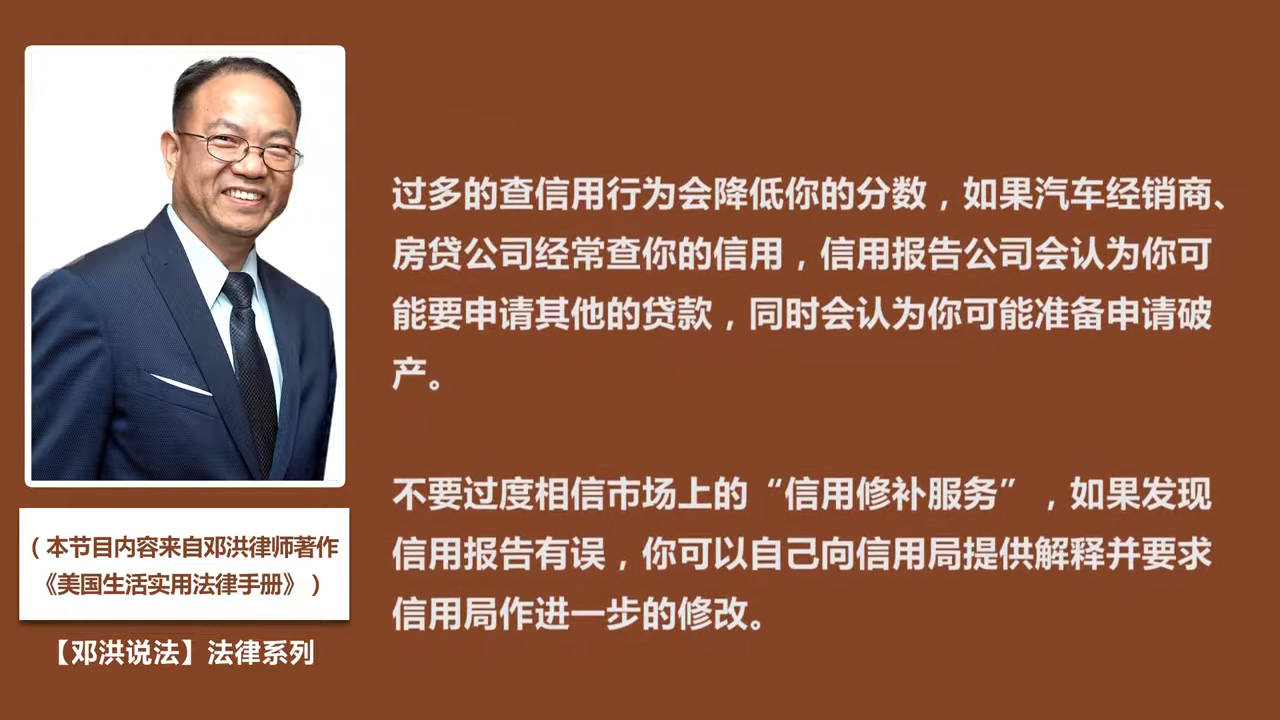 过多的查信用行为会降低你的分数，如果汽车经销商、
房贷公司经常查你的信用，信用报告公司会认为你可
能要申请其他的贷款，同时会认为你可能准备申请破
产。
不要过度相信市场上的“信用修补服务”，如果发现
信用报告有误，你可以自己向信用局提供解释并要求
信用局作进一步的修改。
（本节目内容来自邓洪律师著作
《美国生活实用法律手册》）
【邓洪说法】法律系列